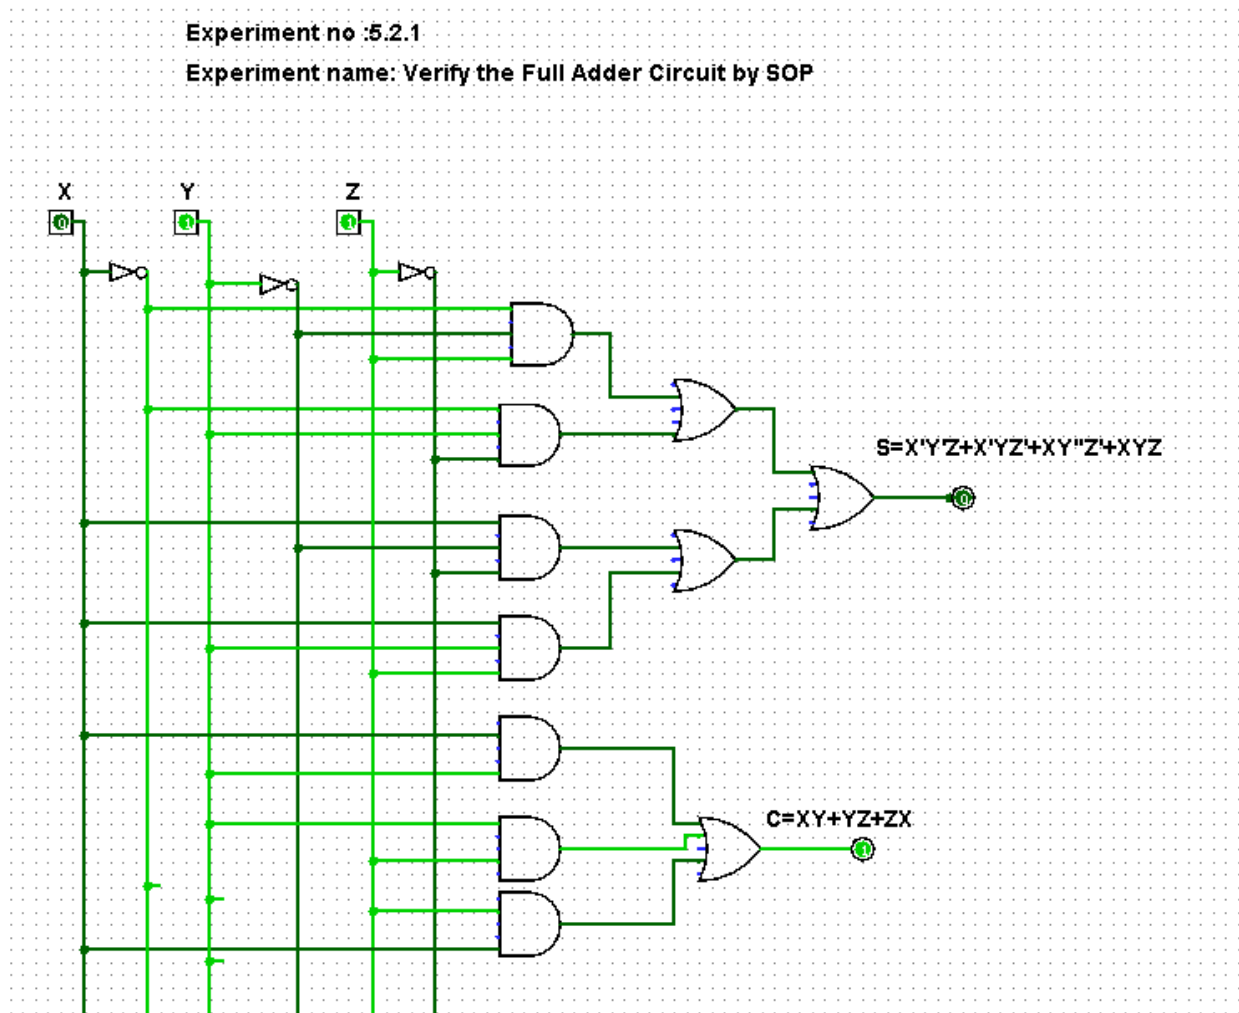 Experiment no :5.2.1
Experiment name: Verify the Full Adder Circuit by SOP
X Y Z
0 1 1
S=X'Y'Z+X'YZ'+XY''Z'+XYZ
0
C=XY+YZ+ZX
1